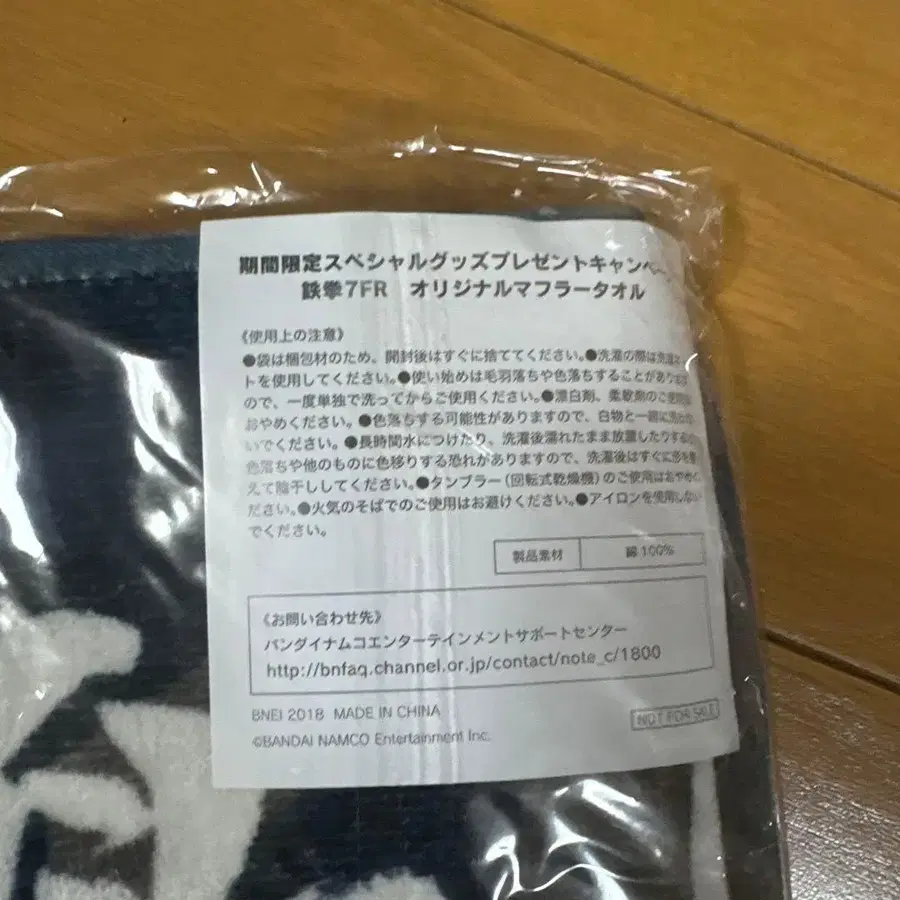 期間限定スペシャルグッズプレゼントキャンペー
鉄拳7FR オリジナルマフラータオル
《使用上の注意》
●袋は梱包材のため、開封後はすぐに捨ててください。●洗濯の際は洗濯ネッ
トを使用してください。●使い始めは毛羽落ちや色落ちすることがあります
ので、一度単独で洗ってからご使用ください。●漂白剤、柔軟剤のご使用は
おやめください。●色落ちする可能性がありますので、白物と一緒に洗わな
いでください。●長時間水につけたり、洗濯後濡れたまま放置したりすると
色落ちや他のものに色移りする恐れがありますので、洗濯後はすぐに形を整
えて陰干ししてください。●タンブラー(回転式乾燥機)のご使用はおやめく
ださい。●火気のそばでのご使用はお避けください。●アイロンを使用しない
でください。
製品素材 綿100%
《お問い合わせ先》
バンダイナムコエンターテインメントサポートセンター
http://bnfaq.channel.or.jp/contact/note_c/1800
BNEI 2018 MADE IN CHINA
NOT FOR SALE
©BANDAI NAMCO Entertainment Inc.